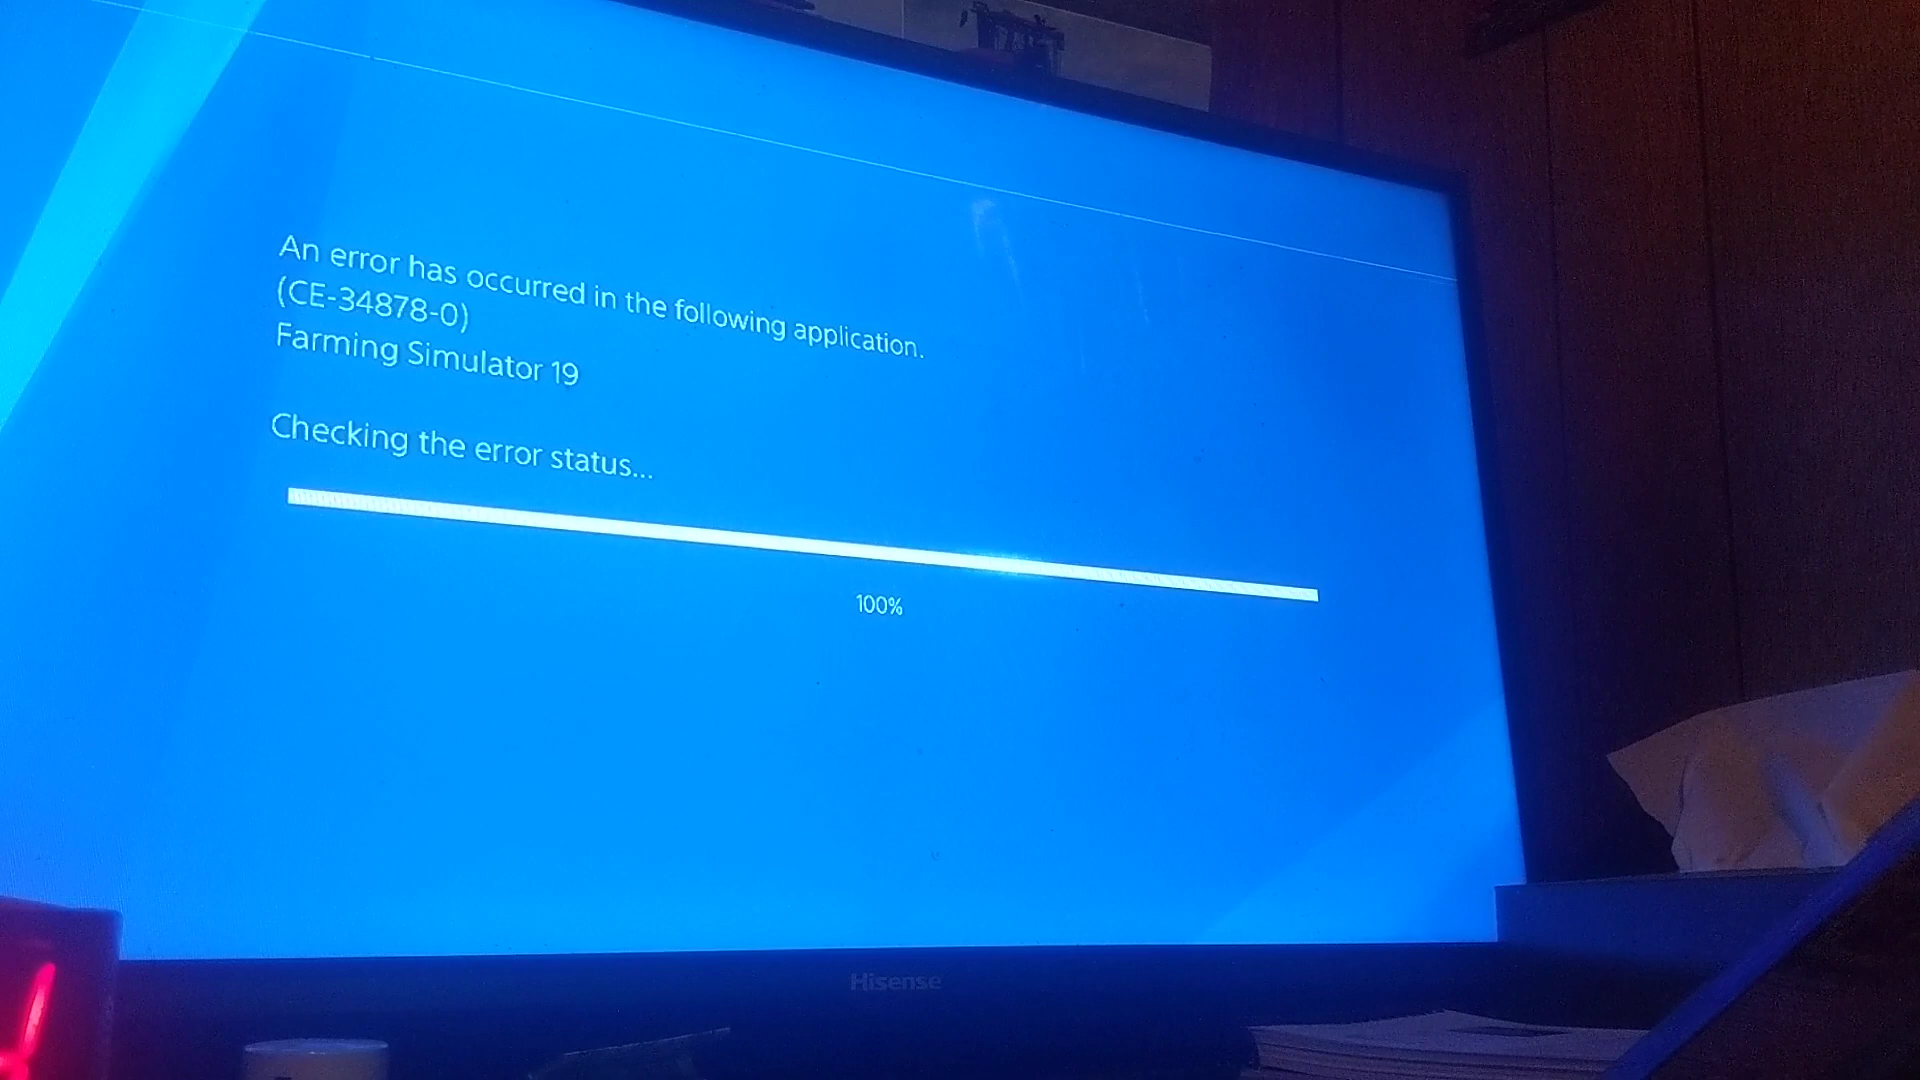 An error has occurred in the following application.
(CE-34878-0)
Farming Simulator 19
Checking the error status...
100%
Hisense